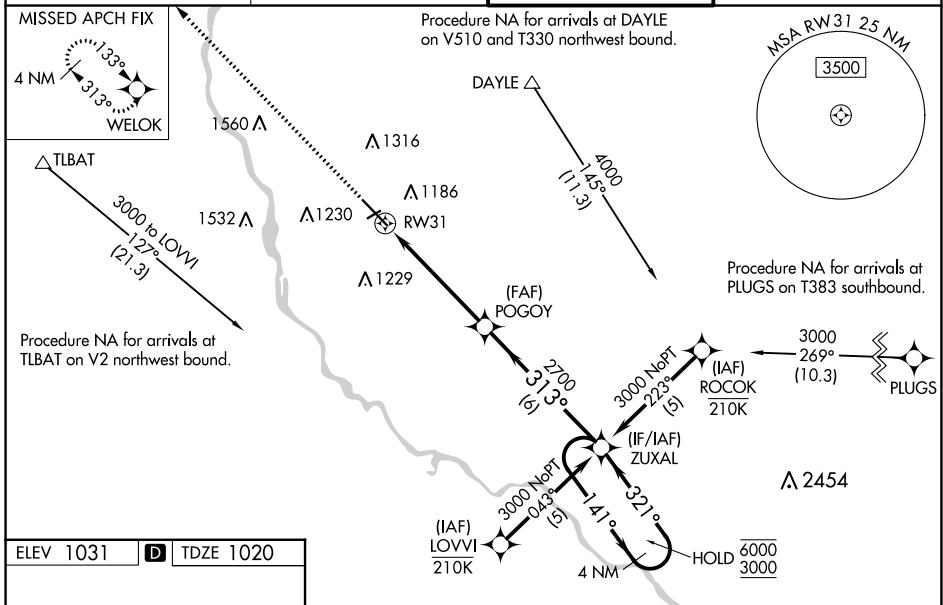 MISSED APCH FIX
133°
4 NM
313°
WELOK
Procedure NA for arrivals at DAYLE
on V510 and T330 northwest bound.
MSA RW31 25 NM
3500
DAYLE
1560
1316
TLBAT
1186
4000
145°
(11.3)
1532
1230
RW31
3000 to LOVVI
127°
(21.3)
1229
Procedure NA for arrivals at
PLUGS on T383 southbound.
(FAF)
POGOY
Procedure NA for arrivals at
TLBAT on V2 northwest bound.
2700
313°
(6)
3000 NoPT
223°
(5)
(IAF)
ROCOK
210K
3000
269°
(10.3)
PLUGS
(IF/IAF)
ZUXAL
2454
3000 NoPT
043°
(5)
141°
321°
(IAF)
LOVVI
210K
4 NM
HOLD 6000
3000
ELEV 1031 D TDZE 1020